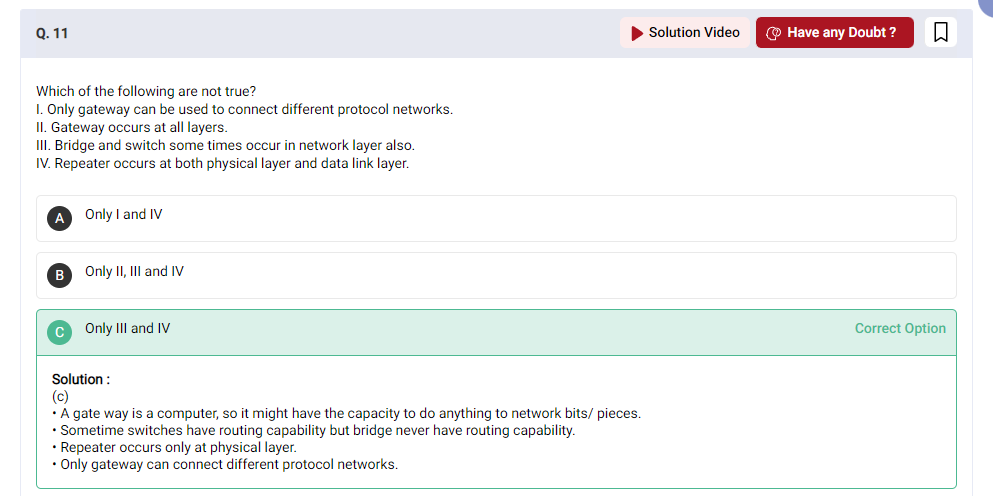 Q. 11
Solution Video
Have any Doubt ?
Which of the following are not true?
I. Only gateway can be used to connect different protocol networks.
II. Gateway occurs at all layers.
III. Bridge and switch some times occur in network layer also.
IV. Repeater occurs at both physical layer and data link layer.
A
Only I and IV
B
Only II, III and IV
C
Only III and IV
Correct Option
Solution :
(c)
• A gate way is a computer, so it might have the capacity to do anything to network bits/ pieces.
• Sometime switches have routing capability but bridge never have routing capability.
• Repeater occurs only at physical layer.
• Only gateway can connect different protocol networks.